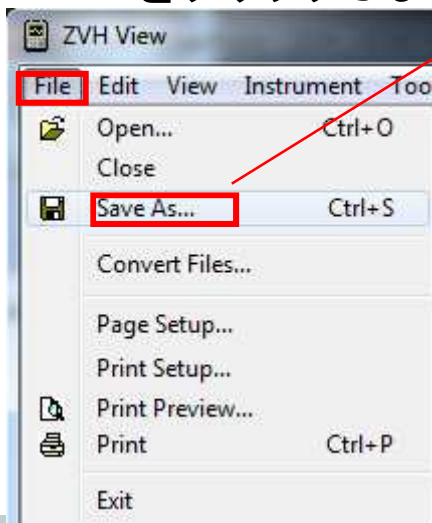 ZVH View
File Edit View Instrument Too
Open... Ctrl+O
Close
Save As... Ctrl+S
Convert Files...
Page Setup...
Print Setup...
Print Preview...
Print Ctrl+P
Exit